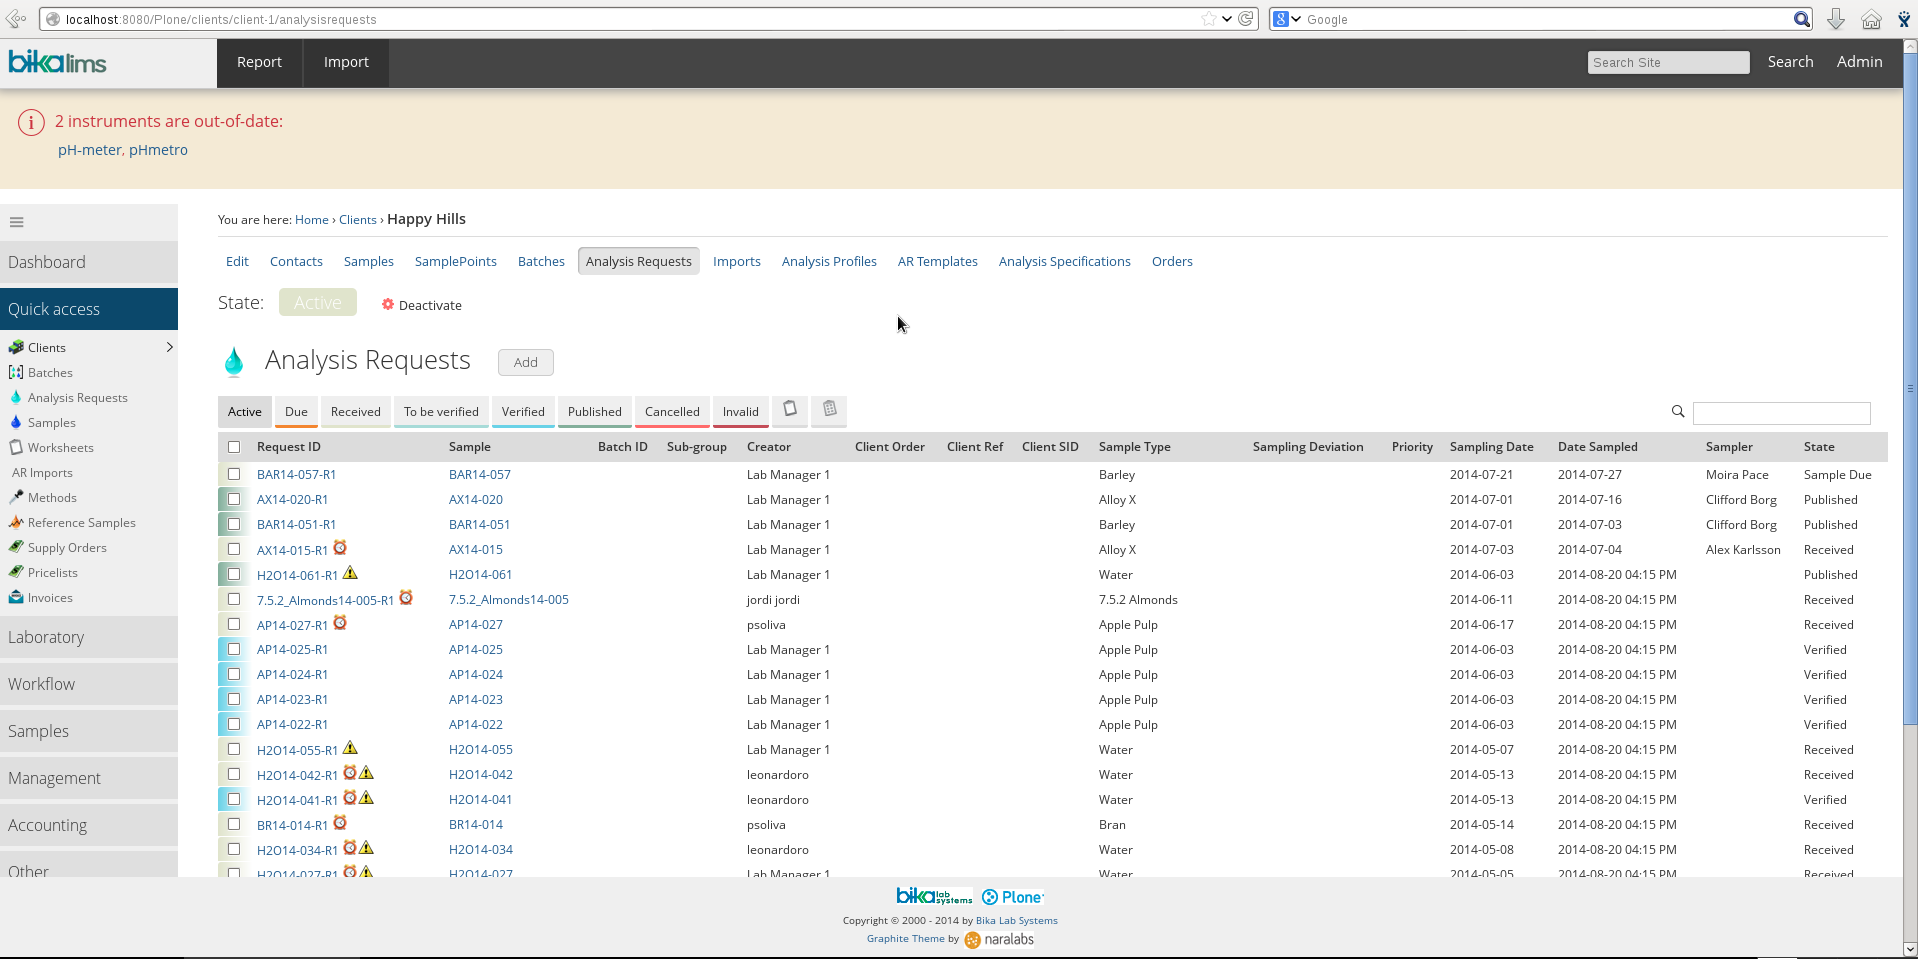 localhost:8080/Plone/clients/client-1/analysisrequests
8 Google
bikalims Report Import Search Site Search Admin
2 instruments are out-of-date:
pH-meter, pHmetro
You are here: Home › Clients › Happy Hills
Edit Contacts Samples SamplePoints Batches Analysis Requests Imports Analysis Profiles AR Templates Analysis Specifications Orders
State: Active Deactivate
Analysis Requests Add
Dashboard
Quick access
Clients
Batches
Analysis Requests
Samples
Worksheets
AR Imports
Methods
Reference Samples
Supply Orders
Pricelists
Invoices
Laboratory
Workflow
Samples
Management
Accounting
Other
Active Due Received To be verified Verified Published Cancelled Invalid
Request ID Sample Batch ID Sub-group Creator Client Order Client Ref Client SID Sample Type Sampling Deviation Priority Sampling Date Date Sampled Sampler State
BAR14-057-R1 BAR14-057 Lab Manager 1 Barley 2014-07-21 2014-07-27 Moira Pace Sample Due
AX14-020-R1 AX14-020 Lab Manager 1 Alloy X 2014-07-01 2014-07-16 Clifford Borg Published
BAR14-051-R1 BAR14-051 Lab Manager 1 Barley 2014-07-01 2014-07-03 Clifford Borg Published
AX14-015-R1 AX14-015 Lab Manager 1 Alloy X 2014-07-03 2014-07-04 Alex Karlsson Received
H2O14-061-R1 H2O14-061 Lab Manager 1 Water 2014-06-03 2014-08-20 04:15 PM Published
7.5.2_Almonds14-005-R1 7.5.2_Almonds14-005 jordi jordi 7.5.2 Almonds 2014-06-11 2014-08-20 04:15 PM Received
AP14-027-R1 AP14-027 psoliva Apple Pulp 2014-06-17 2014-08-20 04:15 PM Received
AP14-025-R1 AP14-025 Lab Manager 1 Apple Pulp 2014-06-03 2014-08-20 04:15 PM Verified
AP14-024-R1 AP14-024 Lab Manager 1 Apple Pulp 2014-06-03 2014-08-20 04:15 PM Verified
AP14-023-R1 AP14-023 Lab Manager 1 Apple Pulp 2014-06-03 2014-08-20 04:15 PM Verified
AP14-022-R1 AP14-022 Lab Manager 1 Apple Pulp 2014-06-03 2014-08-20 04:15 PM Verified
H2O14-055-R1 H2O14-055 Lab Manager 1 Water 2014-05-07 2014-08-20 04:15 PM Received
H2O14-042-R1 H2O14-042 leonardoro Water 2014-05-13 2014-08-20 04:15 PM Received
H2O14-041-R1 H2O14-041 leonardoro Water 2014-05-13 2014-08-20 04:15 PM Verified
BR14-014-R1 BR14-014 psoliva Bran 2014-05-14 2014-08-20 04:15 PM Received
H2O14-034-R1 H2O14-034 leonardoro Water 2014-05-08 2014-08-20 04:15 PM Received
H2O14-027-R1 H2O14-027 Lab Manager 1 Water 2014-05-05 2014-08-20 04:15 PM Received
bika lab systems Plone
Copyright © 2000 - 2014 by Bika Lab Systems
Graphite Theme by naralabs